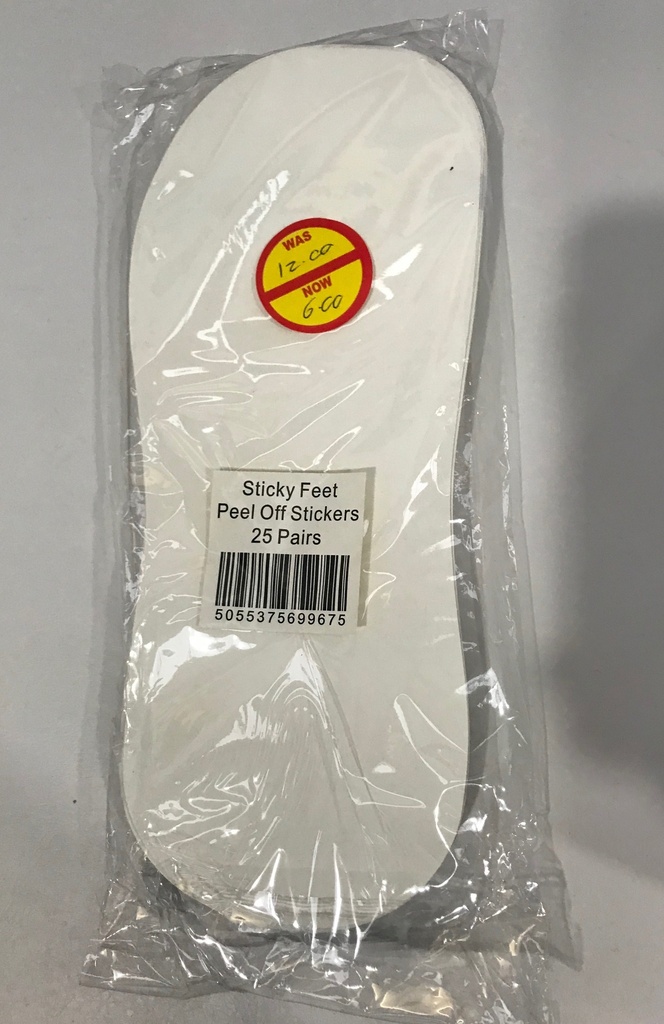 WAS
12.00
NOW
6.00
Sticky Feet
Peel Off Stickers
25 Pairs
5055375699675